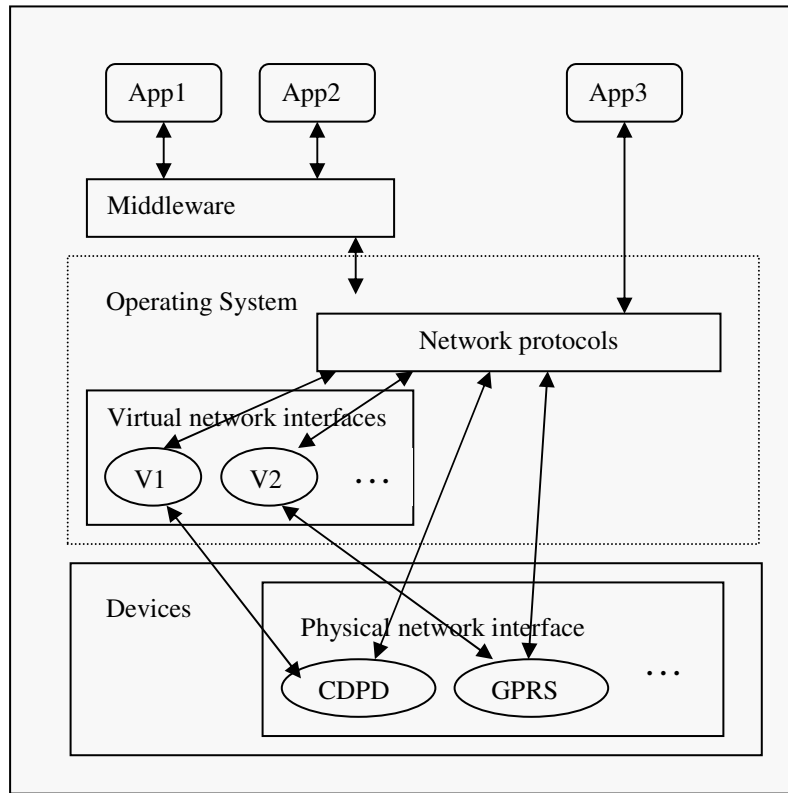 App1
App2
App3
Middleware
Operating System
Network protocols
Virtual network interfaces
V1
V2
...
Devices
Physical network interface
CDPD
GPRS
...